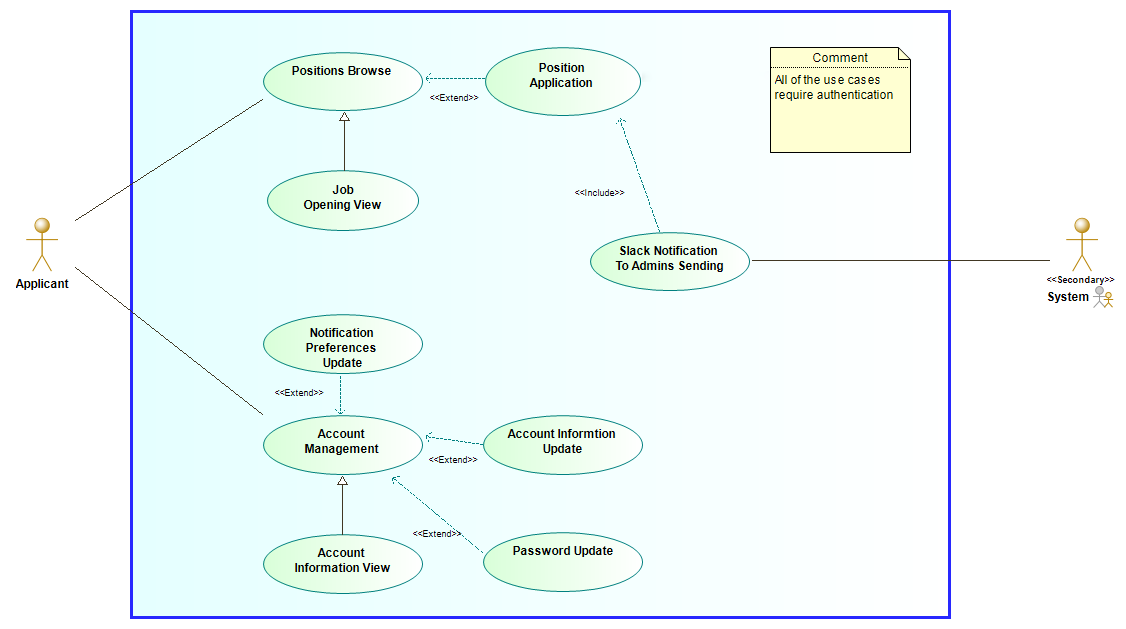 Positions Browse
<<Extend>>
Position
Application
Comment
All of the use cases
require authentication
Job
Opening View
<<Include>>
Applicant
Slack Notification
To Admins Sending
<<Secondary>>
System
Notification
Preferences
Update
<<Extend>>
Account
Management
<<Extend>>
Account Informtion
Update
<<Extend>>
Account
Information View
Password Update